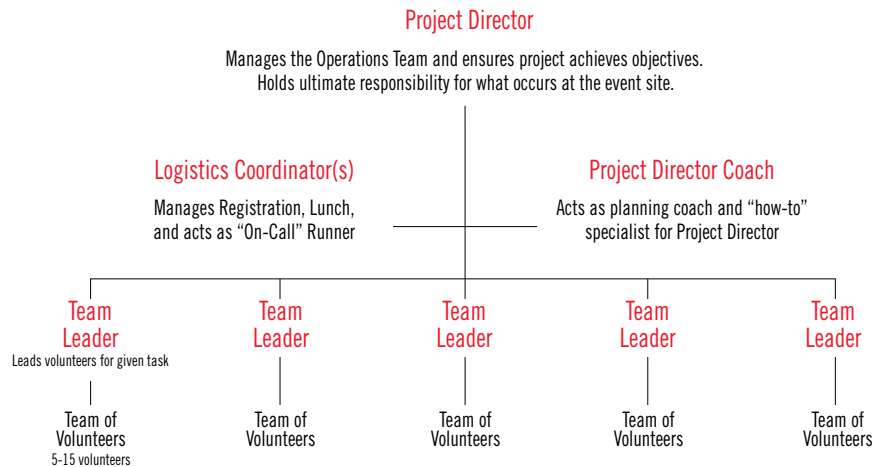 Project Director
Manages the Operations Team and ensures project achieves objectives.
Holds ultimate responsibility for what occurs at the event site.
Logistics Coordinator(s)
Manages Registration, Lunch,
and acts as “On-Call” Runner
Project Director Coach
Acts as planning coach and “how-to”
specialist for Project Director
Team
Leader
Leads volunteers for given task
Team
Leader
Team
Leader
Team
Leader
Team
Leader
Team of
Volunteers
5-15 volunteers
Team of
Volunteers
Team of
Volunteers
Team of
Volunteers
Team of
Volunteers